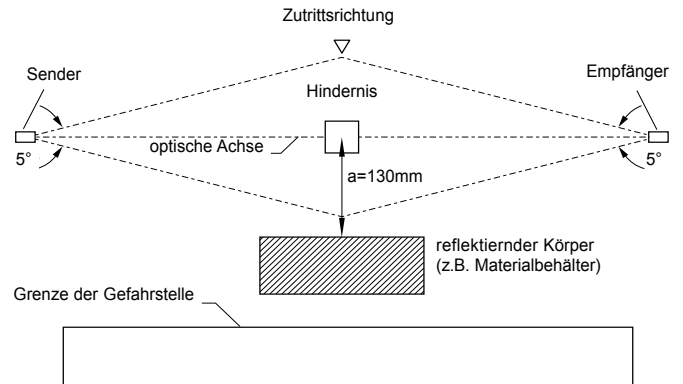 Zutrittsrichtung
Sender
Empfänger
Hindernis
optische Achse
5°
5°
a=130mm
reflektiernder Körper
(z.B. Materialbehälter)
Grenze der Gefahrstelle